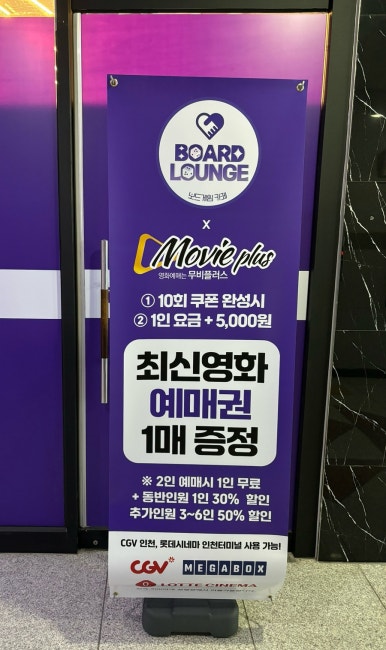 BOARD
LOUNGE
보드게임 카페
x
Movie plus
영화예매는 무비플러스
① 10회 쿠폰 완성시
② 1인 요금 + 5,000원
최신영화
예매권
1매 증정
※ 2인 예매시 1인 무료
+ 동반인원 1인 30% 할인
추가인원 3~6인 50% 할인
CGV 인천, 롯데시네마 인천터미널 사용 가능!
CGV MEGABOX
LOTTE CINEMA